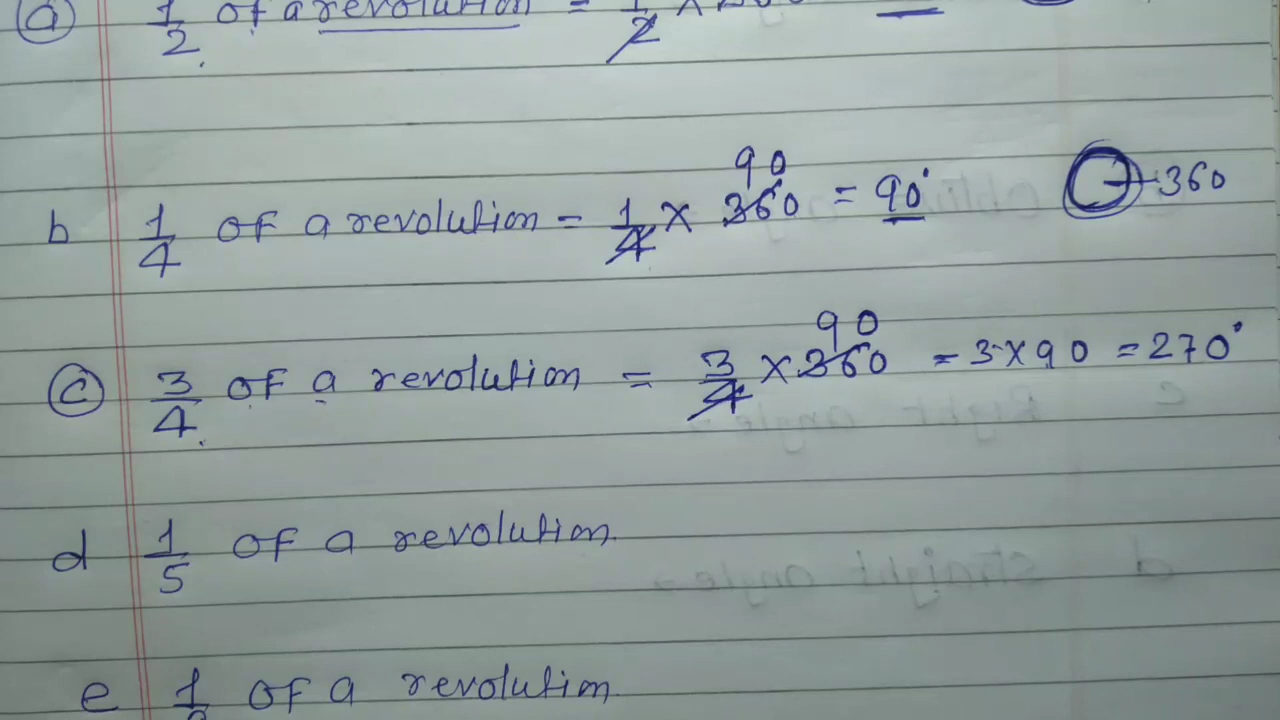 (a) 1/2 of a revolution = 1/2 ×
b 1/4 of a revolution = 1/4 × 360 = 90° 360
90
(c) 3/4 of a revolution = 3/4 × 360 = 3×90 = 270°
90
d 1/5 of a revolution.
e of a revolution.